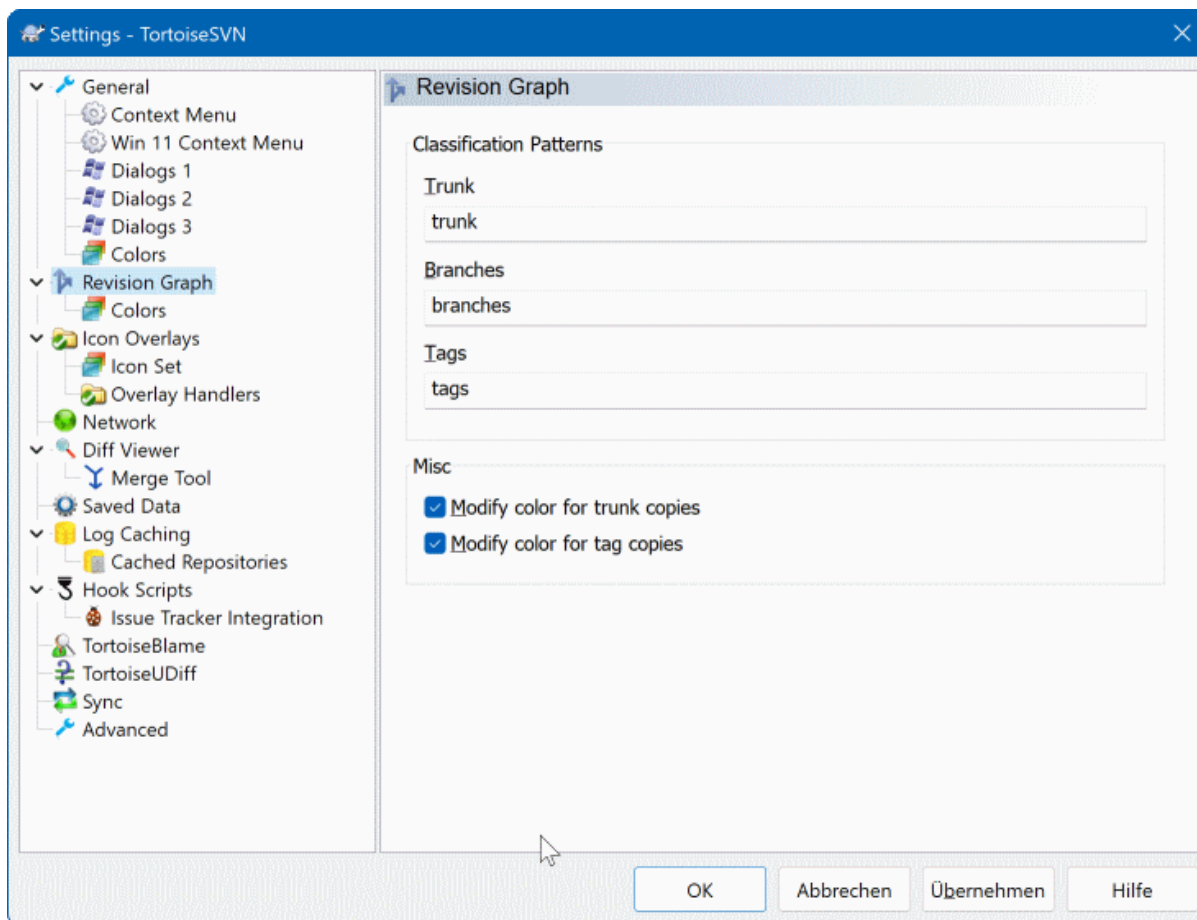 Settings - TortoiseSVN
General
Context Menu
Win 11 Context Menu
Dialogs 1
Dialogs 2
Dialogs 3
Colors
Revision Graph
Colors
Icon Overlays
Icon Set
Overlay Handlers
Network
Diff Viewer
Merge Tool
Saved Data
Log Caching
Cached Repositories
Hook Scripts
Issue Tracker Integration
TortoiseBlame
TortoiseUDiff
Sync
Advanced
Revision Graph
Classification Patterns
Trunk
trunk
Branches
branches
Tags
tags
Misc
Modify color for trunk copies
Modify color for tag copies
OK Abbrechen Übernehmen Hilfe